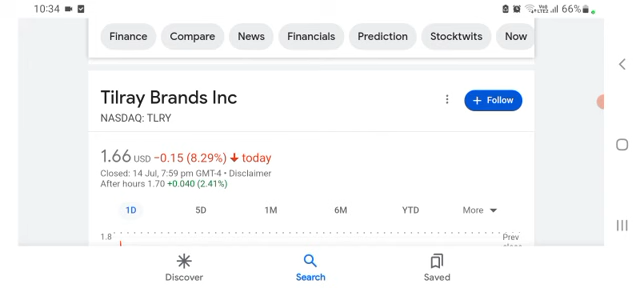 10:34 66%
Finance Compare News Financials Prediction Stocktwits Now
Tilray Brands Inc
+ Follow
NASDAQ: TLRY
1.66 USD −0.15 (8.29%) ↓ today
Closed: 14 Jul, 7:59 pm GMT-4 • Disclaimer
After hours 1.70 +0.040 (2.41%)
1D 5D 1M 6M YTD More
1.8 Prev
Discover Search Saved